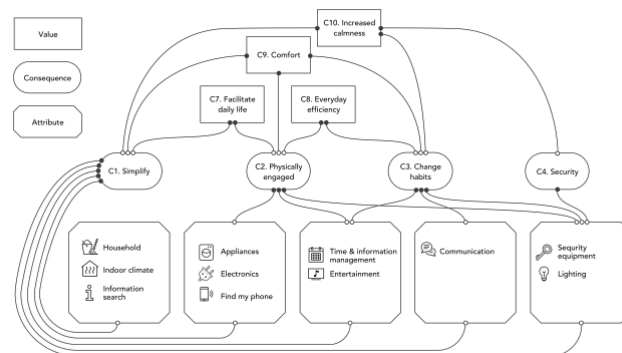 Value
Consequence
Attribute
C10. Increased
calmness
C9. Comfort
C7. Facilitate
daily life
C8. Everyday
efficiency
C1. Simplify
C2. Physically
engaged
C3. Change
habits
C4. Security
Household
Indoor climate
Information
search
Appliances
Electronics
Find my phone
Time & information
management
Entertainment
Communication
Sequrity
equipment
Lighting